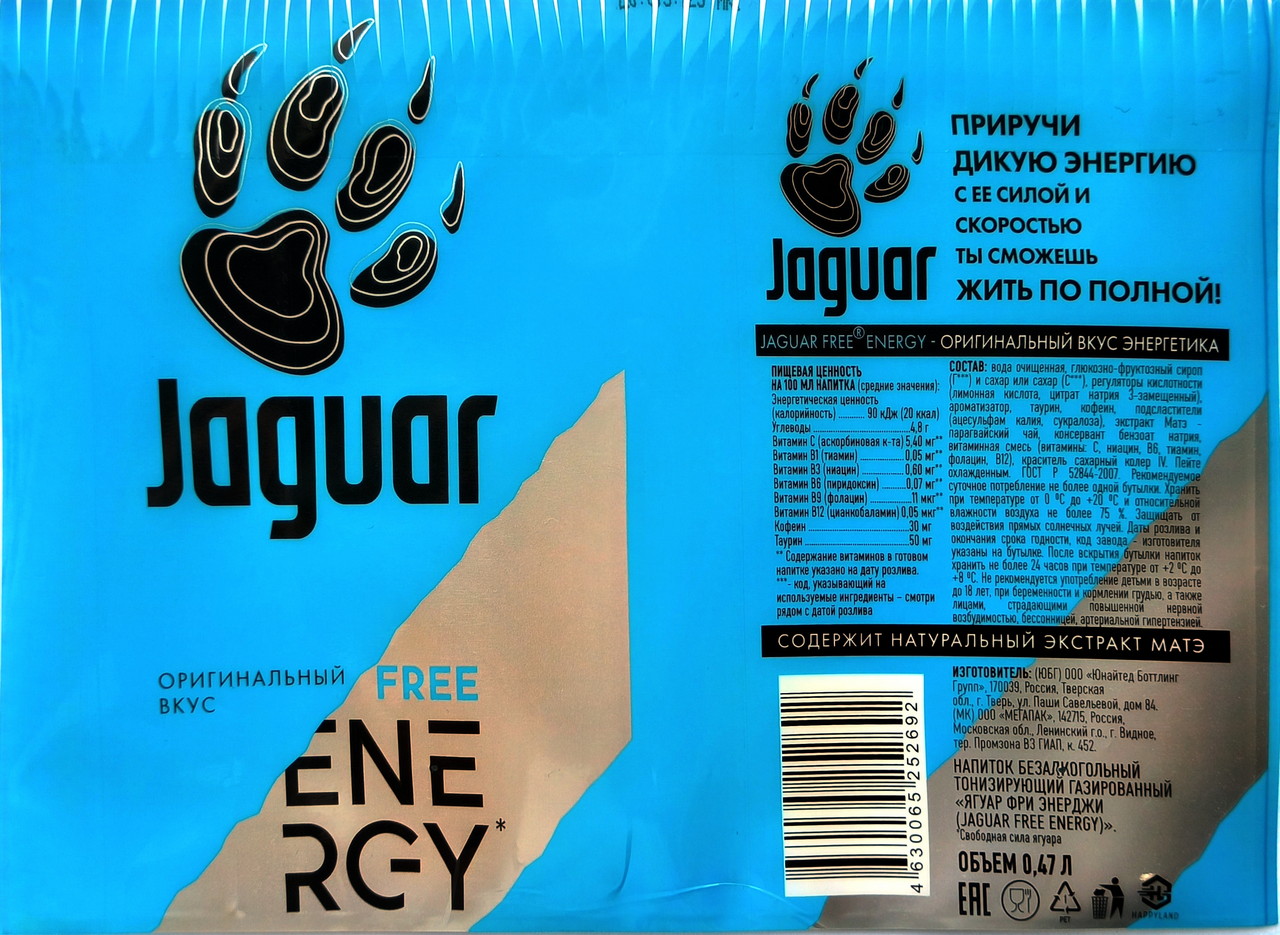 Jaguar
ОРИГИНАЛЬНЫЙ
ВКУС
FREE
ENE
RGY*
Jaguar
ПРИРУЧИ
ДИКУЮ ЭНЕРГИЮ
С ЕЕ СИЛОЙ И
СКОРОСТЬЮ
ТЫ СМОЖЕШЬ
ЖИТЬ ПО ПОЛНОЙ!
JAGUAR FREE® ENERGY - ОРИГИНАЛЬНЫЙ ВКУС ЭНЕРГЕТИКА
ПИЩЕВАЯ ЦЕННОСТЬ
НА 100 МЛ НАПИТКА (средние значения):
Энергетическая ценность
(калорийность) ........... 90 кДж (20 ккал)
Углеводы ........................... 4,8 г
Витамин С (аскорбиновая к-та) 5,40 мг**
Витамин В1 (тиамин) ............ 0,05 мг**
Витамин В3 (ниацин) ........... 0,60 мг**
Витамин В6 (пиридоксин) ....... 0,07 мг**
Витамин В9 (фолацин) ........... 11 мкг**
Витамин В12 (цианкобаламин) 0,05 мкг**
Кофеин ............................. 30 мг
Таурин ............................. 50 мг
** Содержание витаминов в готовом
напитке указано на дату розлива.
***- код, указывающий на
используемые ингредиенты – смотри
рядом с датой розлива
СОСТАВ: вода очищенная, глюкозно-фруктозный сироп
(Г***) и сахар или сахар (С***), регуляторы кислотности
(лимонная кислота, цитрат натрия 3-замещенный),
ароматизатор, таурин, кофеин, подсластители
(ацесульфам калия, сукралоза), экстракт Матэ -
парагвайский чай, консервант бензоат натрия,
витаминная смесь (витамины: С, ниацин, В6, тиамин,
фолацин, В12), краситель сахарный колер IV. Пейте
охлажденным. ГОСТ Р 52844-2007. Рекомендуемое
суточное потребление не более одной бутылки. Хранить
при температуре от 0 °С до +20 °С и относительной
влажности воздуха не более 75 %. Защищать от
воздействия прямых солнечных лучей. Даты розлива и
окончания срока годности, код завода - изготовителя
указаны на бутылке. После вскрытия бутылки напиток
хранить не более 24 часов при температуре от +2 °С до
+8 °С. Не рекомендуется употребление детьми в возрасте
до 18 лет, при беременности и кормлении грудью, а также
лицами, страдающими повышенной нервной
возбудимостью, бессонницей, артериальной гипертензией.
СОДЕРЖИТ НАТУРАЛЬНЫЙ ЭКСТРАКТ МАТЭ
4 630065 252692
ИЗГОТОВИТЕЛЬ: (ЮБГ) ООО «Юнайтед Боттлинг
Групп», 170039, Россия, Тверская
обл., г. Тверь, ул. Паши Савельевой, дом 84.
(МК) ООО «МЕГАПАК», 142715, Россия,
Московская обл., Ленинский г.о., г. Видное,
тер. Промзона ВЗ ГИАП, к. 452.
НАПИТОК БЕЗАЛКОГОЛЬНЫЙ
ТОНИЗИРУЮЩИЙ ГАЗИРОВАННЫЙ
«ЯГУАР ФРИ ЭНЕРДЖИ
(JAGUAR FREE ENERGY)».
*Свободная сила ягуара
ОБЪЕМ 0,47 Л
EAC
PET
HAPPYLAND